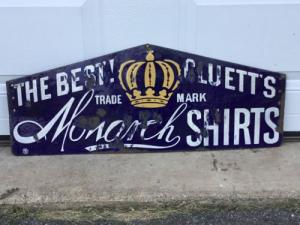 THE BEST! CLUETT'S
TRADE MARK
Monarch SHIRTS